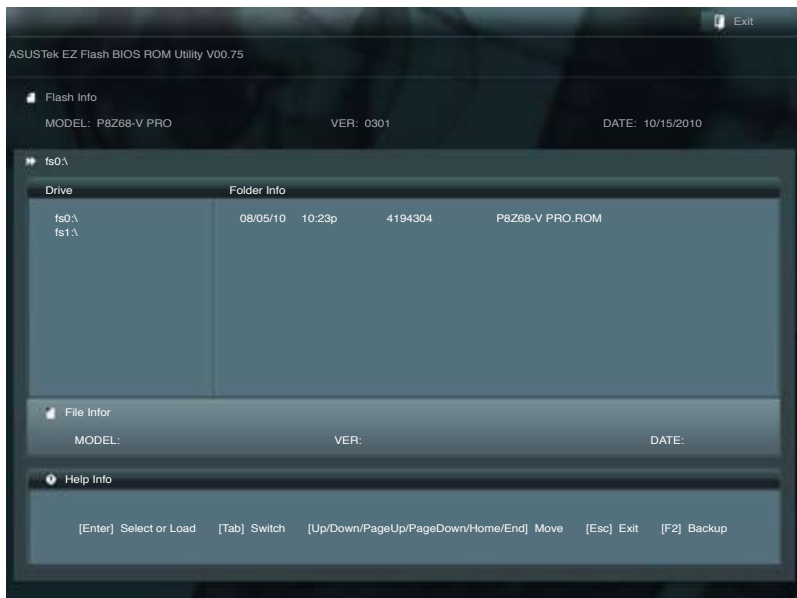 Exit
ASUSTek EZ Flash BIOS ROM Utility V00.75
Flash Info
MODEL: P8Z68-V PRO VER: 0301 DATE: 10/15/2010
fs0:\
Drive Folder Info
fs0:\ 08/05/10 10:23p 4194304 P8Z68-V PRO.ROM
fs1:\
File Infor
MODEL: VER: DATE:
Help Info
[Enter] Select or Load [Tab] Switch [Up/Down/PageUp/PageDown/Home/End] Move [Esc] Exit [F2] Backup